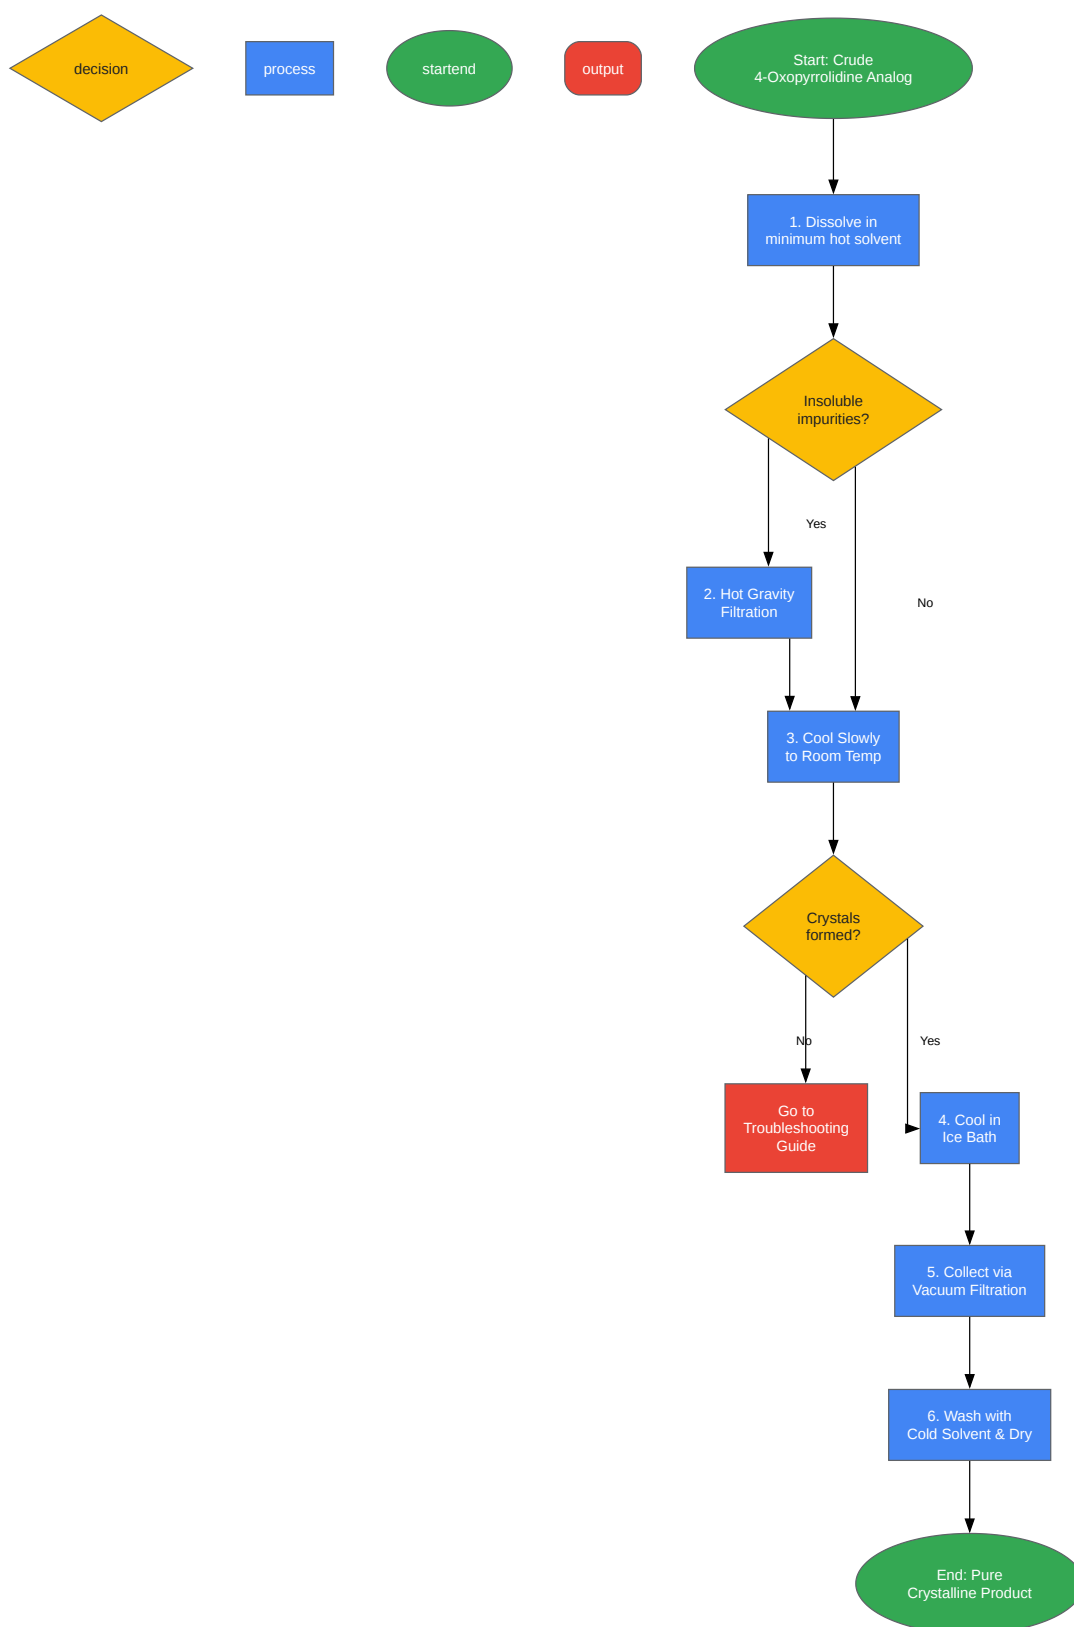 decision
process
startend
output
Start: Crude
4-Oxopyrrolidine Analog
1. Dissolve in
minimum hot solvent
Insoluble
impurities?
Yes
2. Hot Gravity
Filtration
No
3. Cool Slowly
to Room Temp
Crystals
formed?
No
Yes
Go to
Troubleshooting
Guide
4. Cool in
Ice Bath
5. Collect via
Vacuum Filtration
6. Wash with
Cold Solvent & Dry
End: Pure
Crystalline Product